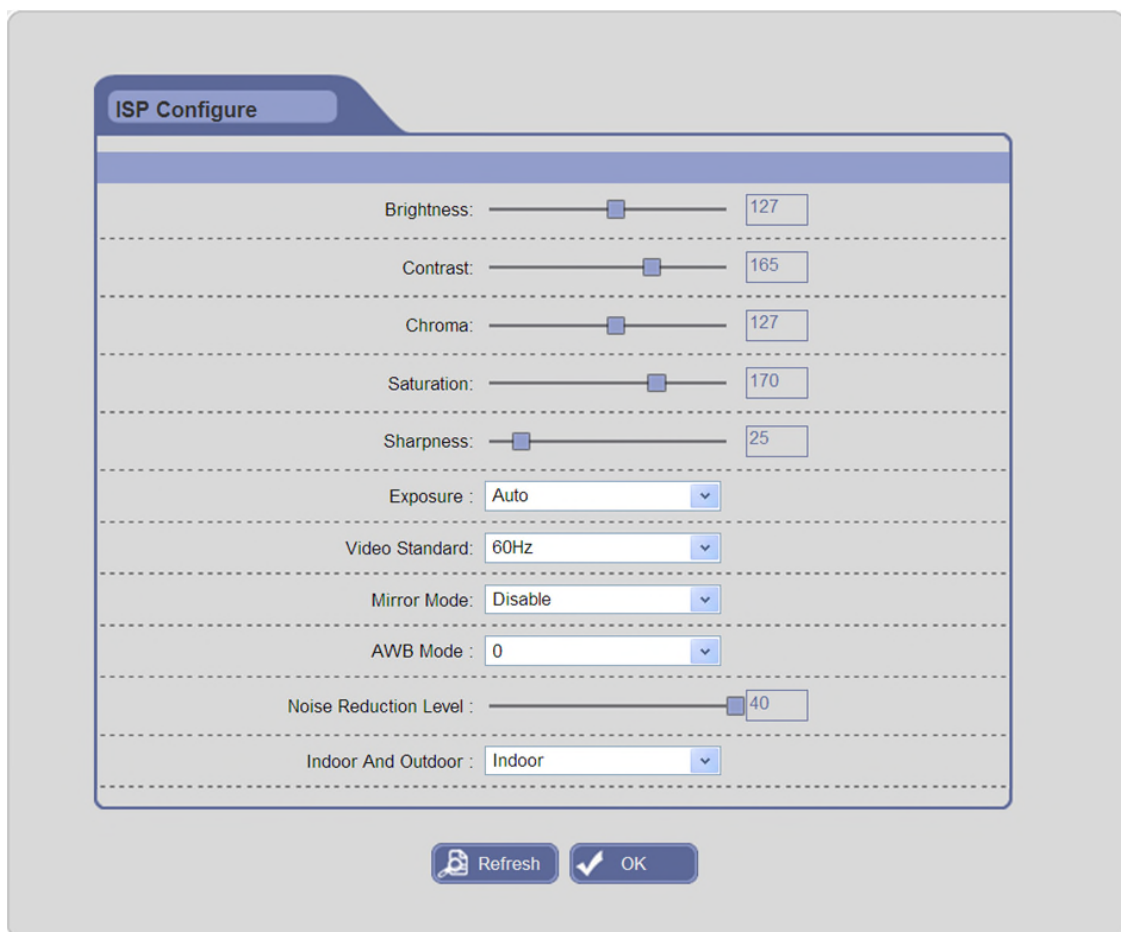 ISP Configure
Brightness: 127
Contrast: 165
Chroma: 127
Saturation: 170
Sharpness: 25
Exposure : Auto
Video Standard: 60Hz
Mirror Mode: Disable
AWB Mode : 0
Noise Reduction Level : 40
Indoor And Outdoor : Indoor
Refresh OK